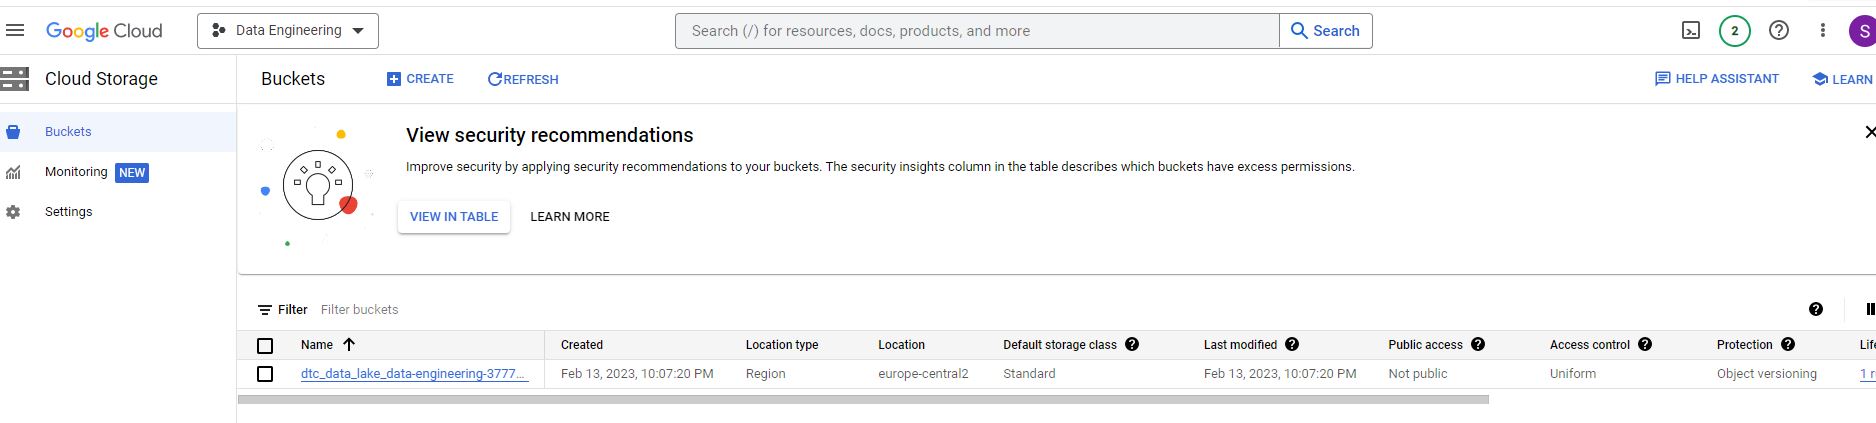 Google Cloud
Data Engineering
Search (/) for resources, docs, products, and more
Search
2
S
Cloud Storage
Buckets
CREATE
REFRESH
HELP ASSISTANT
LEARN
Buckets
Monitoring NEW
Settings
View security recommendations
Improve security by applying security recommendations to your buckets. The security insights column in the table describes which buckets have excess permissions.
VIEW IN TABLE
LEARN MORE
Filter Filter buckets
Name Created Location type Location Default storage class Last modified Public access Access control Protection Life
dtc_data_lake_data-engineering-3777... Feb 13, 2023, 10:07:20 PM Region europe-central2 Standard Feb 13, 2023, 10:07:20 PM Not public Uniform Object versioning 1 r